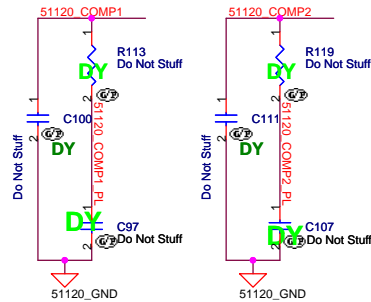 51120_COMP1
1
R113
Do Not Stuff
DY
2
G/P
1
C100
2
G/P
DY
Do Not Stuff
51120_COMP1_PL
1
DY
C97
2
G/P
Do Not Stuff
51120_GND
51120_COMP2
1
R119
Do Not Stuff
DY
2
G/P
1
C111
2
G/P
DY
Do Not Stuff
51120_COMP2_PL
1
DY
C107
2
G/P
Do Not Stuff
51120_GND